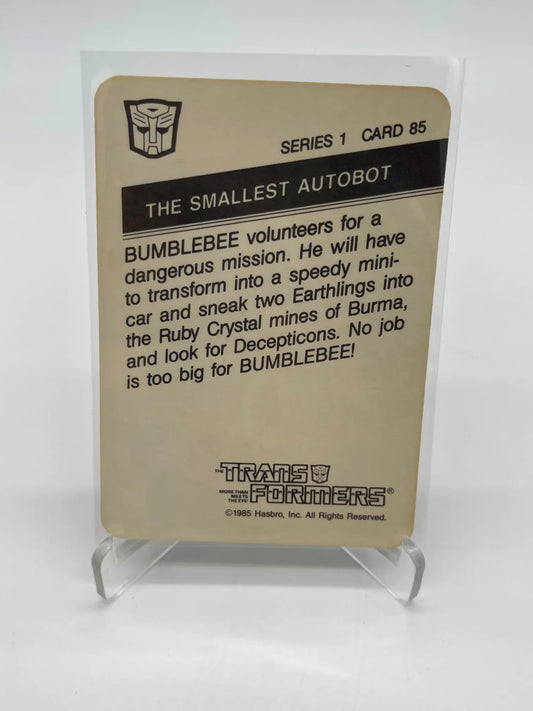 SERIES 1 CARD 85
THE SMALLEST AUTOBOT
BUMBLEBEE volunteers for a
dangerous mission. He will have
to transform into a speedy mini-
car and sneak two Earthlings into
the Ruby Crystal mines of Burma,
and look for Decepticons. No job
is too big for BUMBLEBEE!
THE TRANS
MORE THAN
MEETS
THE EYE
FORMERS®
©1985 Hasbro, Inc. All Rights Reserved.